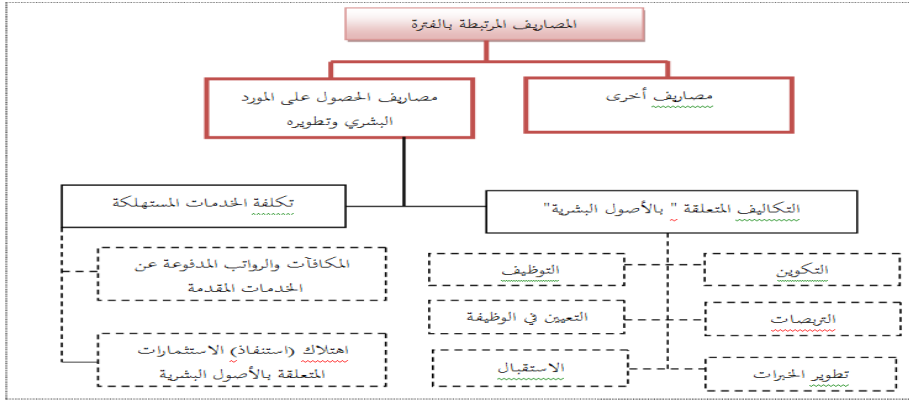 المصاريف المرتبطة بالفترة
مصاريف أخرى
مصاريف الحصول على المورد
البشري وتطويره
التكاليف المتعلقة " بالأصول البشرية"
تكلفة الخدمات المستهلكة
التكوين
التوظيف
التربصات
التعيين في الوظيفة
تطوير الخبرات
الاستقبال
المكافآت والرواتب المدفوعة عن
الخدمات المقدمة
اهتلاك (استنفاذ) الاستثمارات
المتعلقة بالأصول البشرية